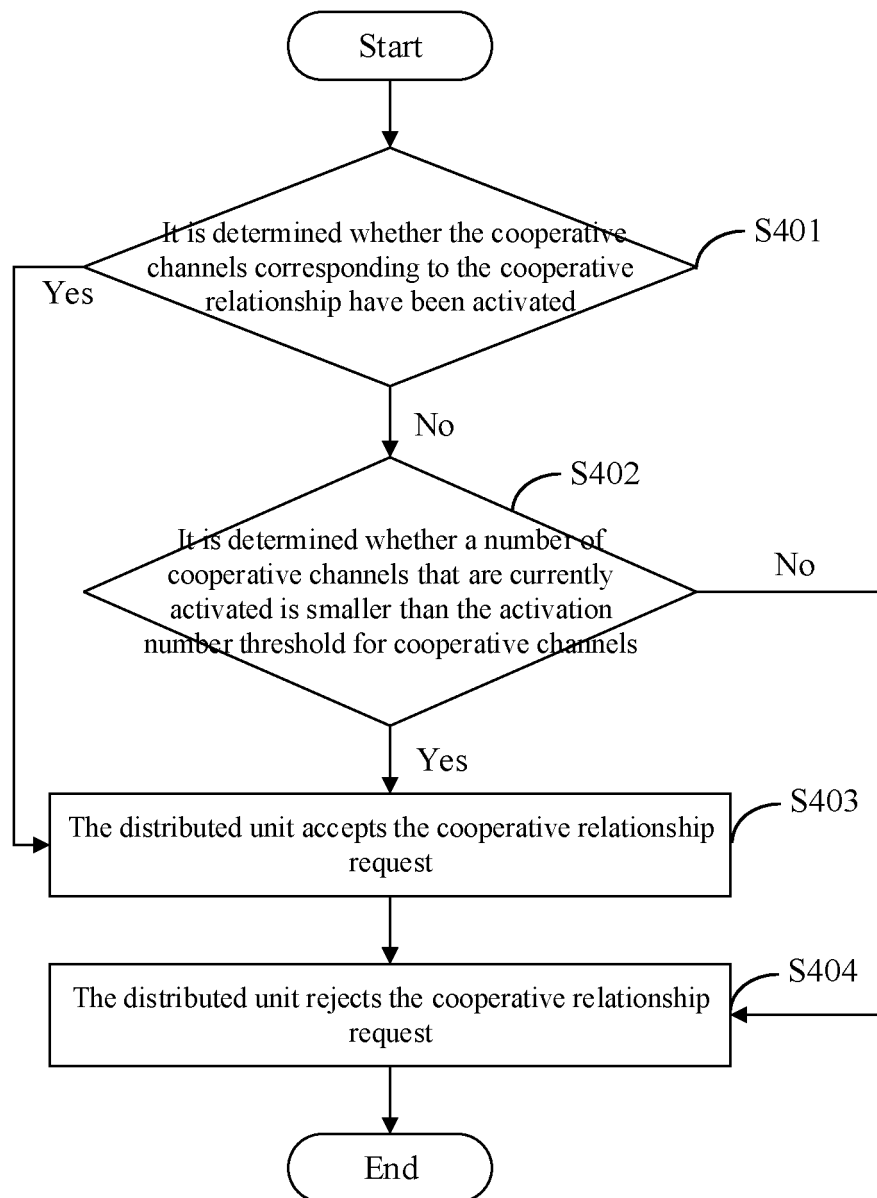 Start
It is determined whether the cooperative
channels corresponding to the cooperative
relationship have been activated
S401
Yes
No
S402
It is determined whether a number of
cooperative channels that are currently
activated is smaller than the activation
number threshold for cooperative channels
No
Yes
S403
The distributed unit accepts the cooperative relationship
request
S404
The distributed unit rejects the cooperative relationship
request
End